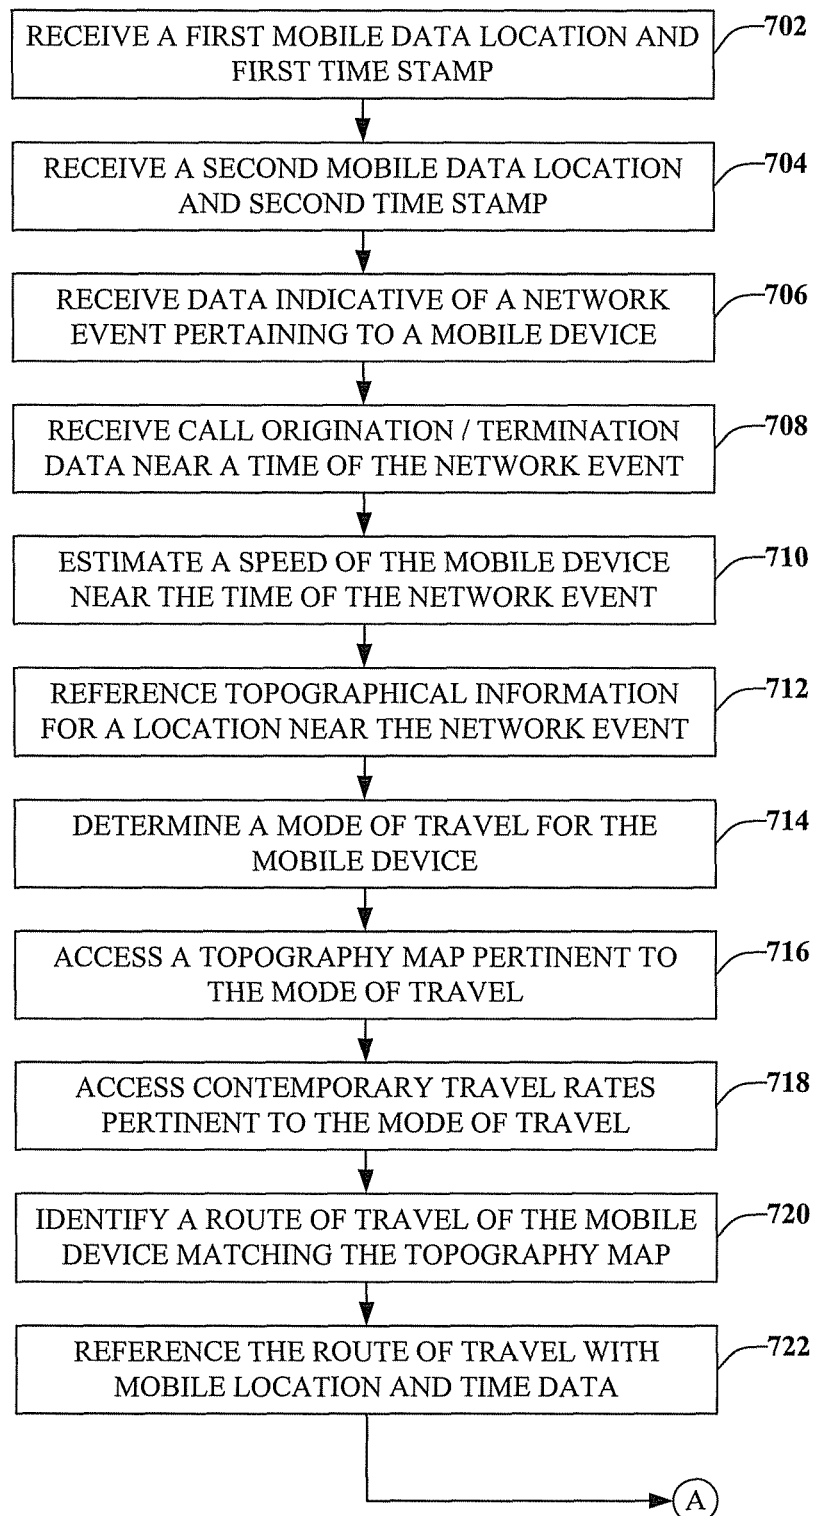 RECEIVE A FIRST MOBILE DATA LOCATION AND
FIRST TIME STAMP
702
RECEIVE A SECOND MOBILE DATA LOCATION
AND SECOND TIME STAMP
704
RECEIVE DATA INDICATIVE OF A NETWORK
EVENT PERTAINING TO A MOBILE DEVICE
706
RECEIVE CALL ORIGINATION / TERMINATION
DATA NEAR A TIME OF THE NETWORK EVENT
708
ESTIMATE A SPEED OF THE MOBILE DEVICE
NEAR THE TIME OF THE NETWORK EVENT
710
REFERENCE TOPOGRAPHICAL INFORMATION
FOR A LOCATION NEAR THE NETWORK EVENT
712
DETERMINE A MODE OF TRAVEL FOR THE
MOBILE DEVICE
714
ACCESS A TOPOGRAPHY MAP PERTINENT TO
THE MODE OF TRAVEL
716
ACCESS CONTEMPORARY TRAVEL RATES
PERTINENT TO THE MODE OF TRAVEL
718
IDENTIFY A ROUTE OF TRAVEL OF THE MOBILE
DEVICE MATCHING THE TOPOGRAPHY MAP
720
REFERENCE THE ROUTE OF TRAVEL WITH
MOBILE LOCATION AND TIME DATA
722
A